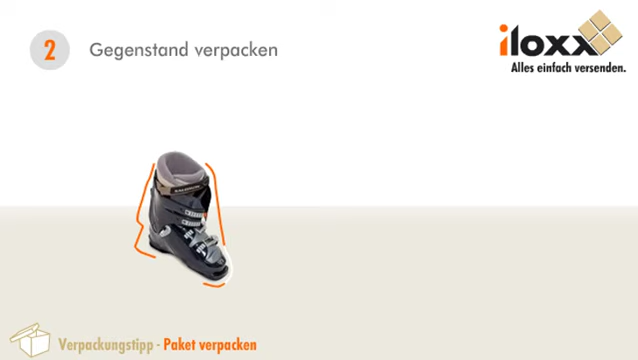 2 Gegenstand verpacken
iloxx
Alles einfach versenden.
Verpackungstipp - Paket verpacken